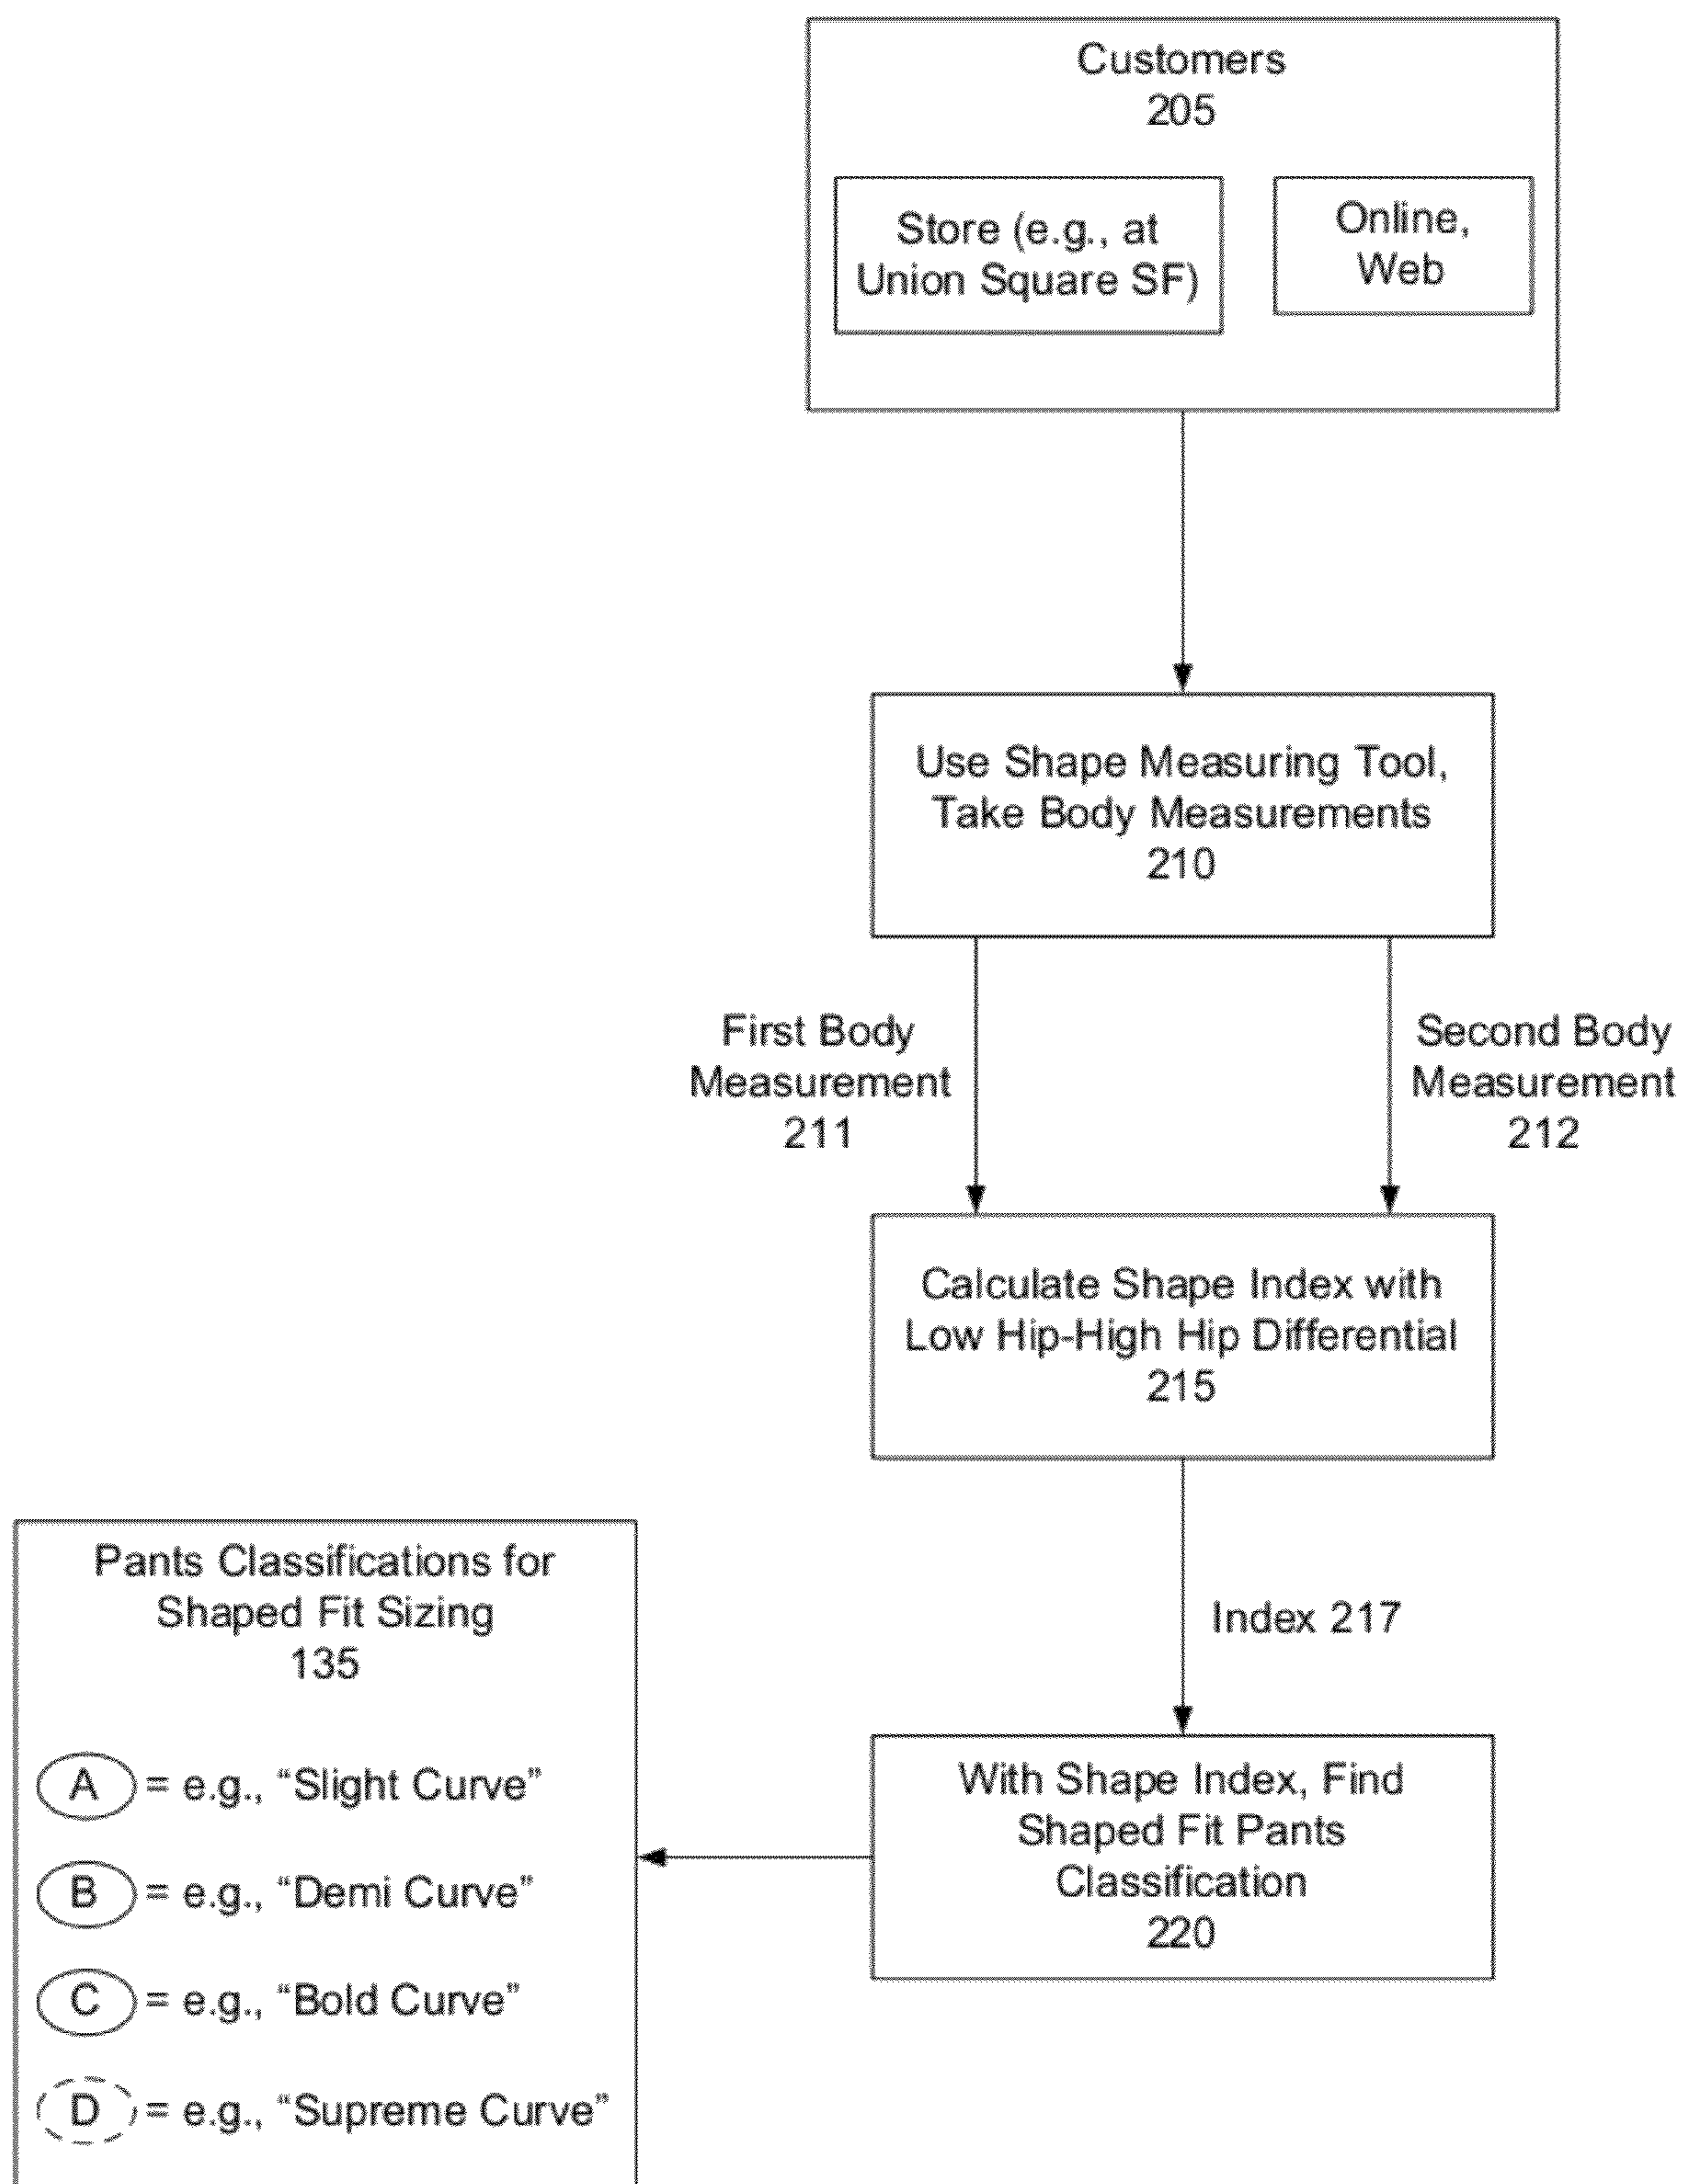 Customers
205
Store (e.g., at
Union Square SF)
Online,
Web
Use Shape Measuring Tool,
Take Body Measurements
210
First Body
Measurement
211
Second Body
Measurement
212
Calculate Shape Index with
Low Hip-High Hip Differential
215
Index 217
With Shape Index, Find
Shaped Fit Pants
Classification
220
Pants Classifications for
Shaped Fit Sizing
135
A = e.g., “Slight Curve”
B = e.g., “Demi Curve”
C = e.g., “Bold Curve”
D = e.g., “Supreme Curve”